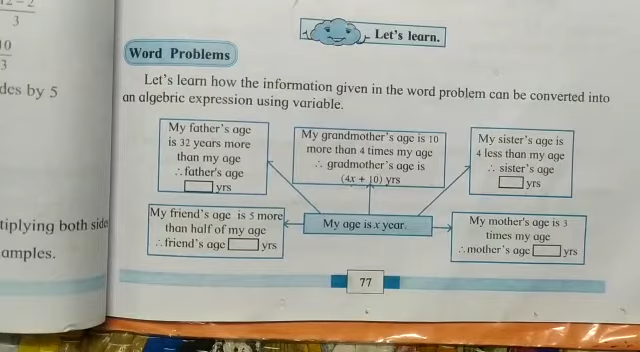 3
10
3
des by 5
tiplying both side
amples.
Let's learn.
Word Problems
Let's learn how the information given in the word problem can be converted into
an algebric expression using variable.
My father's age
is 32 years more
than my age
∴ father's age
yrs
My grandmother's age is 10
more than 4 times my age
∴ gradmother's age is
(4x + 10) yrs
My sister's age is
4 less than my age
∴ sister's age
yrs
My friend's age is 5 more
than half of my age
∴ friend's age yrs
My age is x year.
My mother's age is 3
times my age
∴ mother's age yrs
77